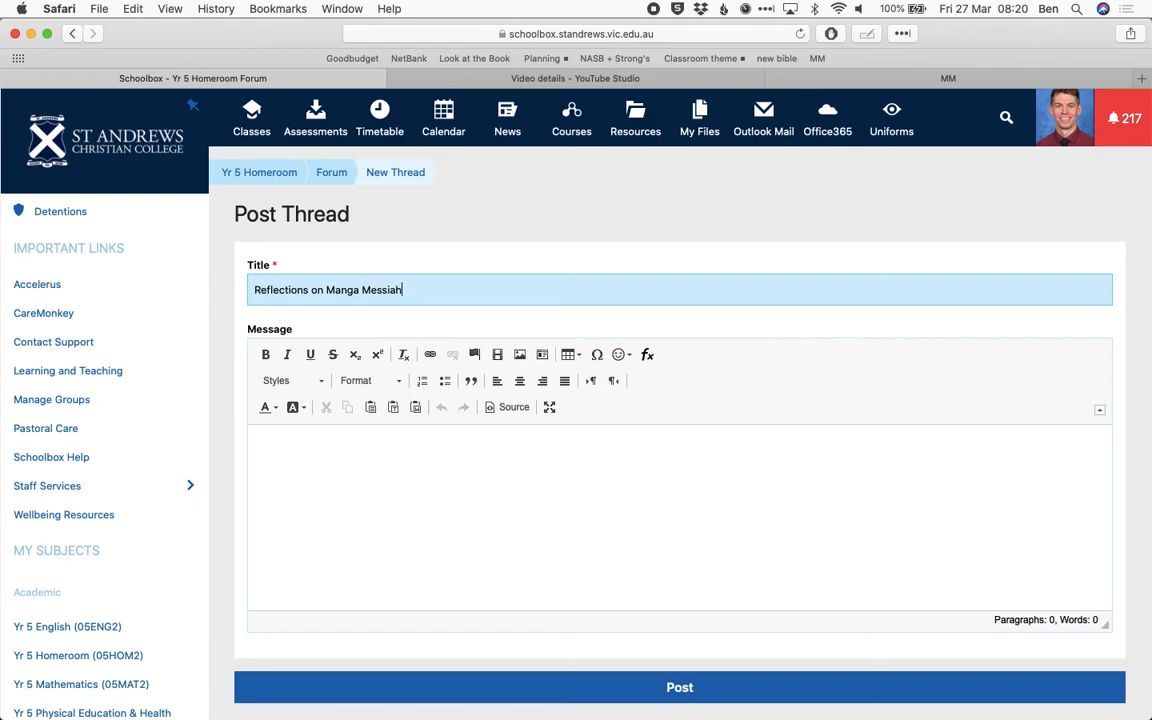 Safari File Edit View History Bookmarks Window Help 100% Fri 27 Mar 08:20 Ben
schoolbox.standrews.vic.edu.au
Goodbudget NetBank Look at the Book Planning NASB + Strong's Classroom theme new bible MM
Schoolbox - Yr 5 Homeroom Forum Video details - YouTube Studio MM
ST ANDREWS
CHRISTIAN COLLEGE
Classes Assessments Timetable Calendar News Courses Resources My Files Outlook Mail Office365 Uniforms 217
Yr 5 Homeroom Forum New Thread
Detentions
IMPORTANT LINKS
Accelerus
CareMonkey
Contact Support
Learning and Teaching
Manage Groups
Pastoral Care
Schoolbox Help
Staff Services
Wellbeing Resources
MY SUBJECTS
Academic
Yr 5 English (05ENG2)
Yr 5 Homeroom (05HOM2)
Yr 5 Mathematics (05MAT2)
Yr 5 Physical Education & Health
Post Thread
Title *
Reflections on Manga Messiah
Message
B I U S x₂ x² Tx Ω fx
Styles Format
A A Source
Paragraphs: 0, Words: 0
Post